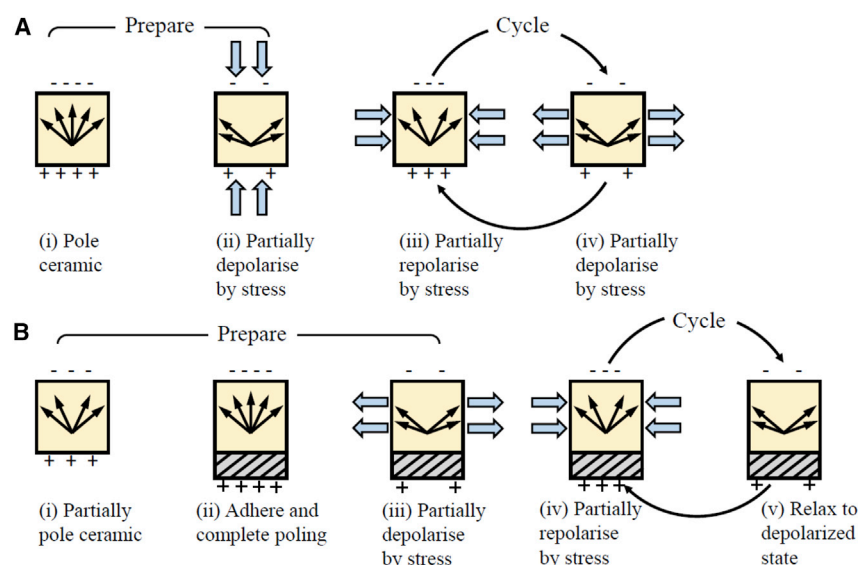 A
Prepare
Cycle
- - - -
- -
- - -
- -
+ + + +
+ +
+ + +
+ +
(i) Pole
ceramic
(ii) Partially
depolarise
by stress
(iii) Partially
repolarise
by stress
(iv) Partially
depolarise
by stress
B
Prepare
Cycle
- - -
- - - -
- -
- - -
- -
+ + +
+ + + +
+ +
+ + +
+ +
(i) Partially
pole ceramic
(ii) Adhere and
complete poling
(iii) Partially
depolarise
by stress
(iv) Partially
repolarise
by stress
(v) Relax to
depolarized
state